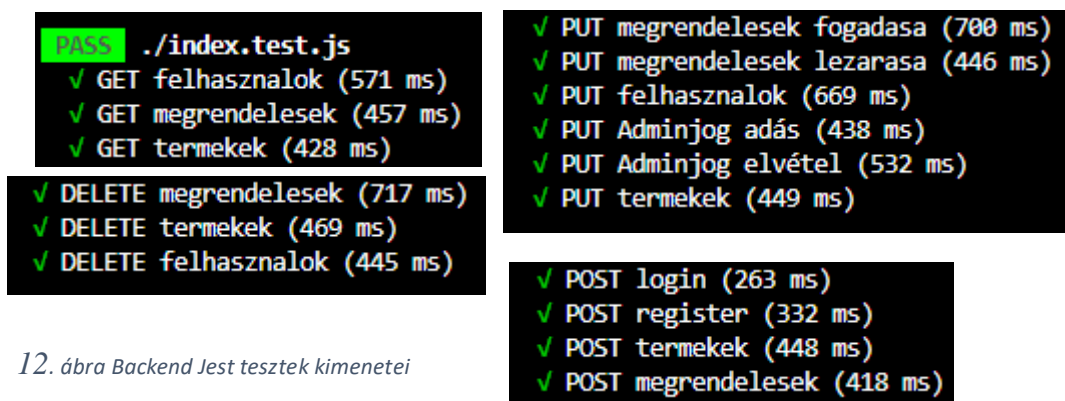 PASS ./index.test.js
√ GET felhasznalok (571 ms)
√ GET megrendelesek (457 ms)
√ GET termekek (428 ms)
√ DELETE megrendelesek (717 ms)
√ DELETE termekek (469 ms)
√ DELETE felhasznalok (445 ms)
√ PUT megrendelesek fogadasa (700 ms)
√ PUT megrendelesek lezarasa (446 ms)
√ PUT felhasznalok (669 ms)
√ PUT Adminjog adás (438 ms)
√ PUT Adminjog elvétel (532 ms)
√ PUT termekek (449 ms)
√ POST login (263 ms)
√ POST register (332 ms)
√ POST termekek (448 ms)
√ POST megrendelesek (418 ms)
12. ábra Backend Jest tesztek kimenetei